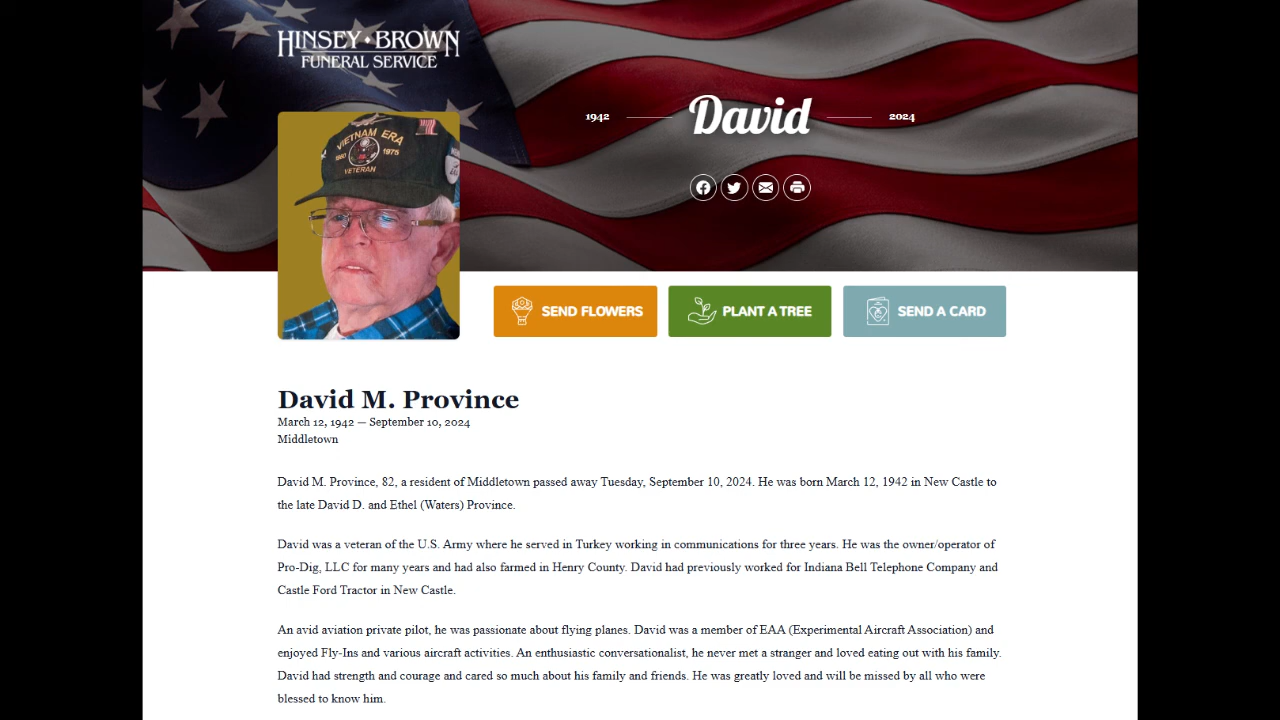 HINSEY • BROWN
FUNERAL SERVICE
1942
David
2024
VIETNAM ERA
1975
VETERAN
SEND FLOWERS
PLANT A TREE
SEND A CARD
David M. Province
March 12, 1942 — September 10, 2024
Middletown
David M. Province, 82, a resident of Middletown passed away Tuesday, September 10, 2024. He was born March 12, 1942 in New Castle to
the late David D. and Ethel (Waters) Province.
David was a veteran of the U.S. Army where he served in Turkey working in communications for three years. He was the owner/operator of
Pro-Dig, LLC for many years and had also farmed in Henry County. David had previously worked for Indiana Bell Telephone Company and
Castle Ford Tractor in New Castle.
An avid aviation private pilot, he was passionate about flying planes. David was a member of EAA (Experimental Aircraft Association) and
enjoyed Fly-Ins and various aircraft activities. An enthusiastic conversationalist, he never met a stranger and loved eating out with his family.
David had strength and courage and cared so much about his family and friends. He was greatly loved and will be missed by all who were
blessed to know him.